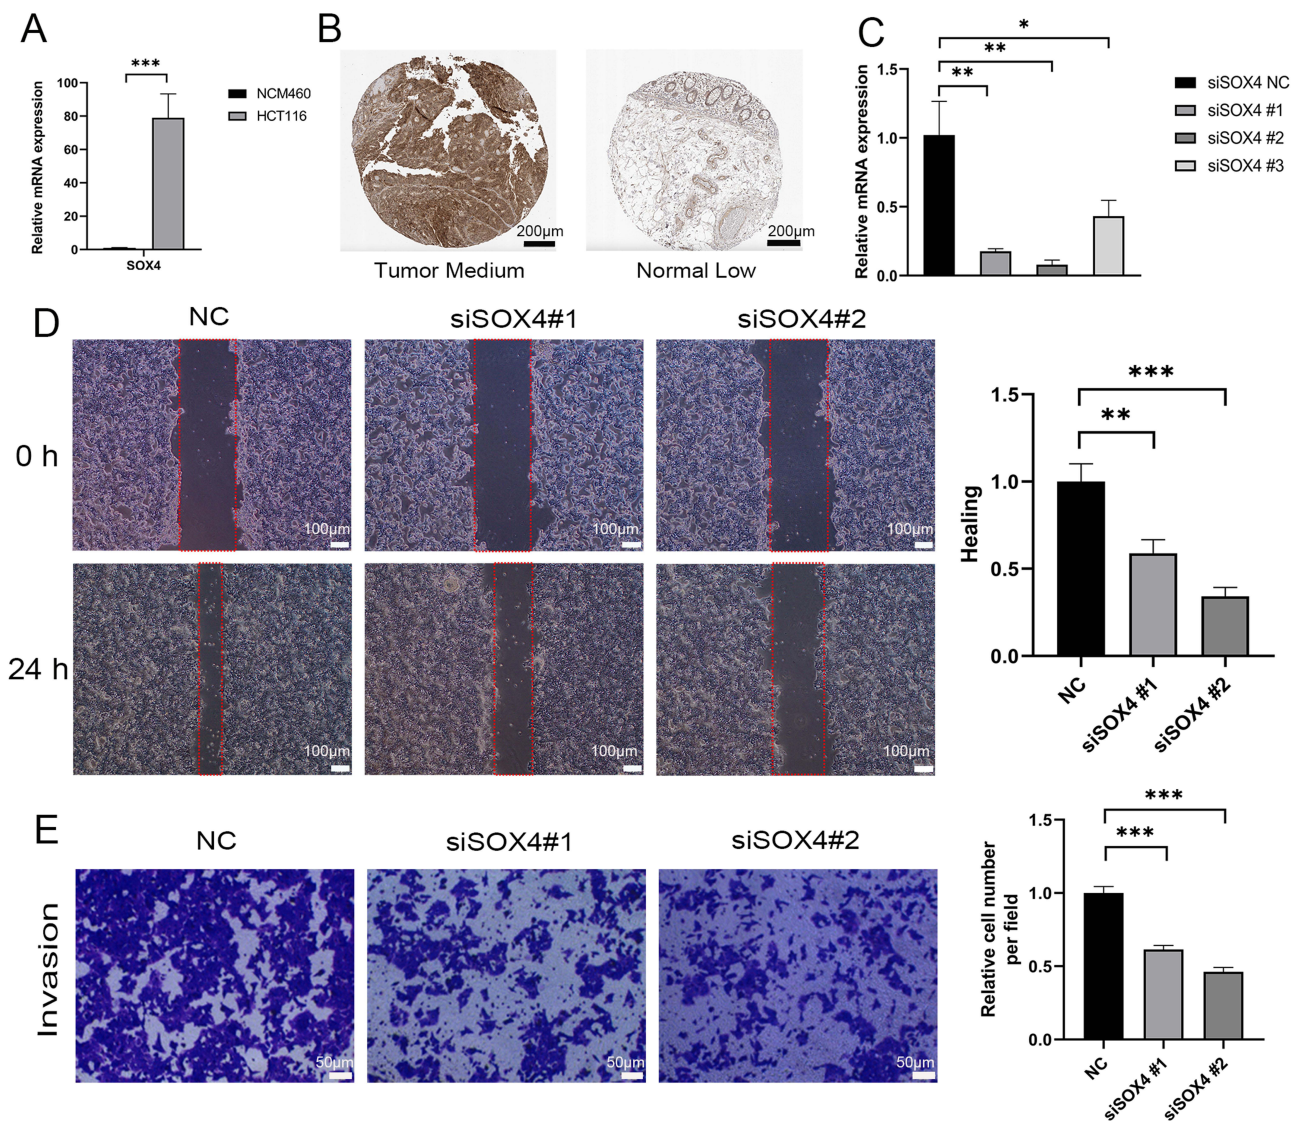 A
***
100
80
60
40
20
0
Relative mRNA expression
SOX4
NCM460
HCT116
B
200µm
200µm
Tumor Medium
Normal Low
C
*
**
**
1.5
1.0
0.5
0.0
Relative mRNA expression
siSOX4 NC
siSOX4 #1
siSOX4 #2
siSOX4 #3
D
NC
siSOX4#1
siSOX4#2
0 h
100µm
100µm
100µm
24 h
100µm
100µm
100µm
***
**
1.5
1.0
0.5
0.0
Healing
NC
siSOX4 #1
siSOX4 #2
E
NC
siSOX4#1
siSOX4#2
Invasion
50µm
50µm
50µm
***
***
1.5
1.0
0.5
0.0
Relative cell number
per field
NC
siSOX4 #1
siSOX4 #2